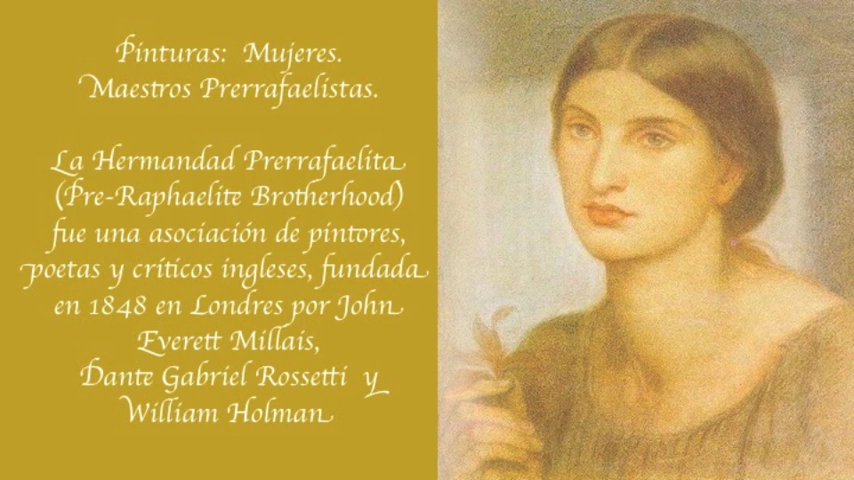 Pinturas: Mujeres.
Maestros Prerrafaelistas.
La Hermandad Prerrafaelita
(Pre-Raphaelite Brotherhood)
fue una asociación de pintores,
poetas y críticos ingleses, fundada
en 1848 en Londres por John
Everett Millais,
Dante Gabriel Rossetti y
William Holman